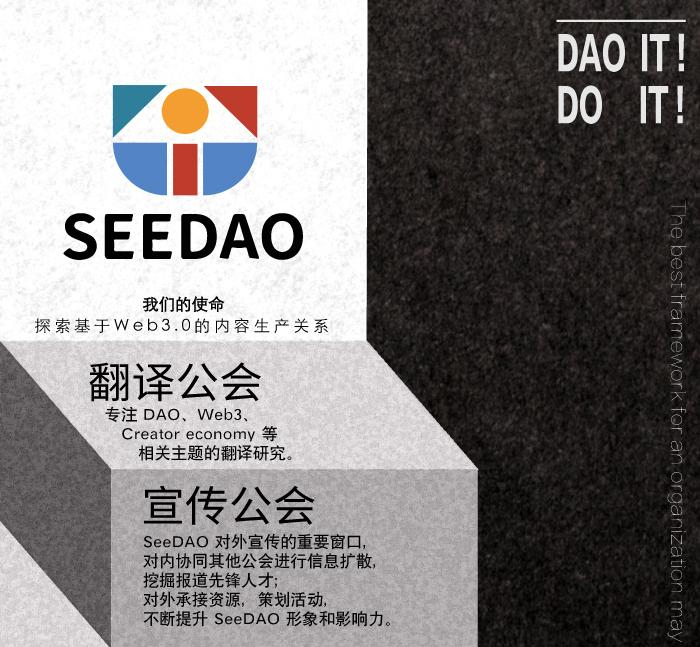 DAO IT!
DO IT!
SEEDAO
我们的使命
探索基于Web3.0的内容生产关系
翻译公会
专注 DAO、Web3、
Creator economy 等
相关主题的翻译研究。
宣传公会
SeeDAO 对外宣传的重要窗口,
对内协同其他公会进行信息扩散,
挖掘报道先锋人才;
对外承接资源, 策划活动,
不断提升 SeeDAO 形象和影响力。
The best framework for an organization may